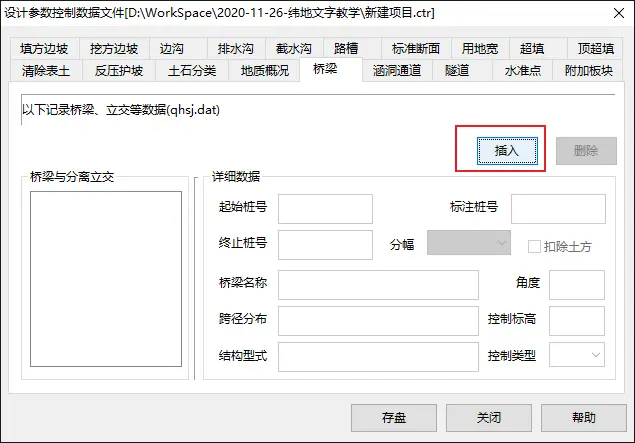 设计参数控制数据文件[D:\WorkSpace\2020-11-26-纬地文字教学\新建项目.ctr]
填方边坡 挖方边坡 边沟 排水沟 截水沟 路槽 标准断面 用地宽 超填 顶超填
清除表土 反压护坡 土石分类 地质概况 桥梁 涵洞通道 隧道 水准点 附加板块
以下记录桥梁、立交等数据(qhsj.dat)
插入 删除
桥梁与分离立交 详细数据
起始桩号 标注桩号
终止桩号 分幅 扣除土方
桥梁名称 角度
跨径分布 控制标高
结构型式 控制类型
存盘 关闭 帮助